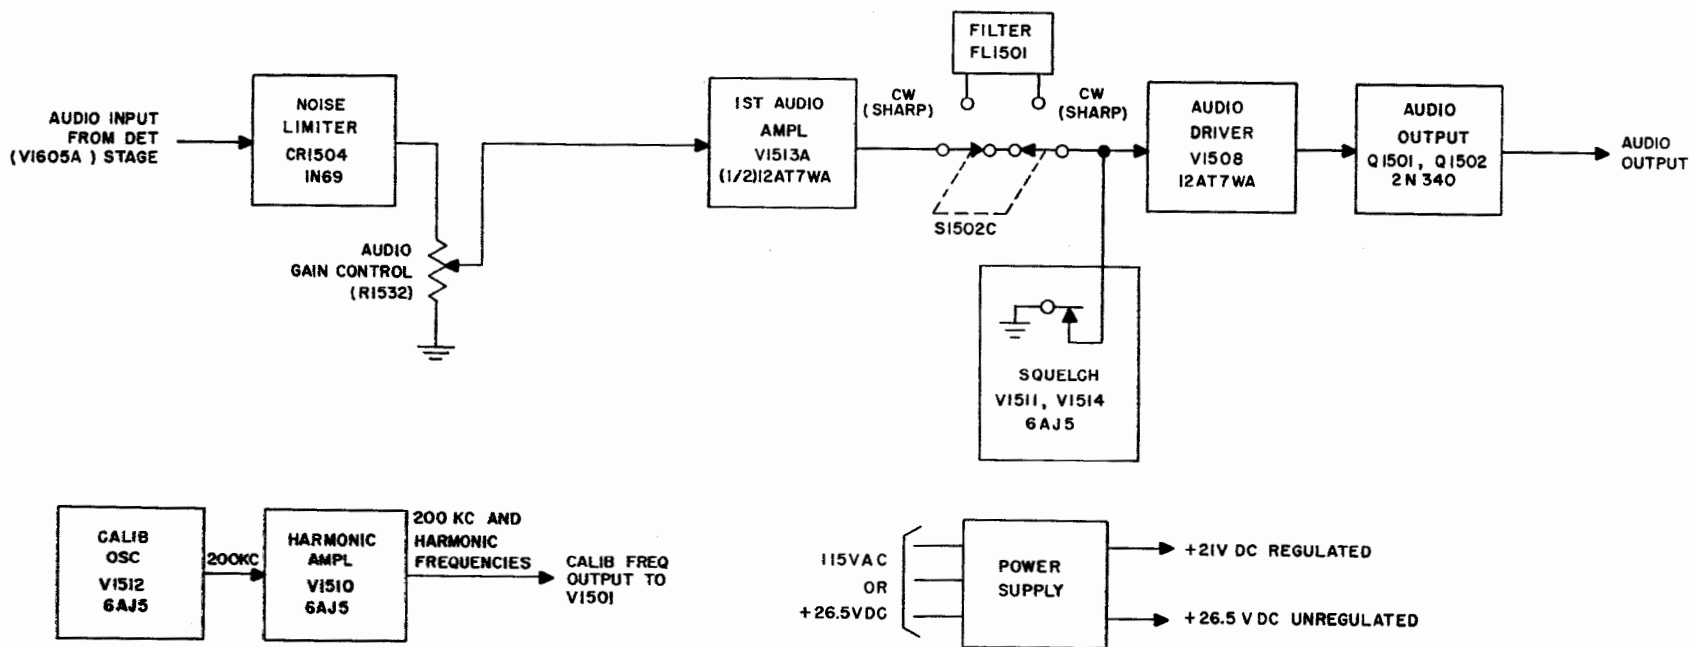 AUDIO INPUT
FROM DET
(V1605A) STAGE
NOISE
LIMITER
CR1504
1N69
AUDIO
GAIN CONTROL
(R1532)
1ST AUDIO
AMPL
V1513A
(1/2)12AT7WA
CW
(SHARP)
FILTER
FL1501
CW
(SHARP)
S1502C
AUDIO
DRIVER
V1508
12AT7WA
AUDIO
OUTPUT
Q1501, Q1502
2N340
AUDIO
OUTPUT
SQUELCH
V1511, V1514
6AJ5
CALIB
OSC
V1512
6AJ5
200KC
HARMONIC
AMPL
V1510
6AJ5
200 KC AND
HARMONIC
FREQUENCIES
CALIB FREQ
OUTPUT TO
V1501
115VAC
OR
+26.5VDC
POWER
SUPPLY
+21V DC REGULATED
+26.5 V DC UNREGULATED